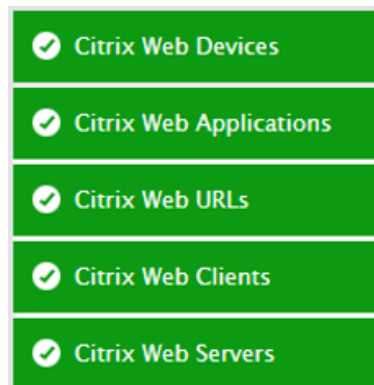 Citrix Web Devices
Citrix Web Applications
Citrix Web URLs
Citrix Web Clients
Citrix Web Servers